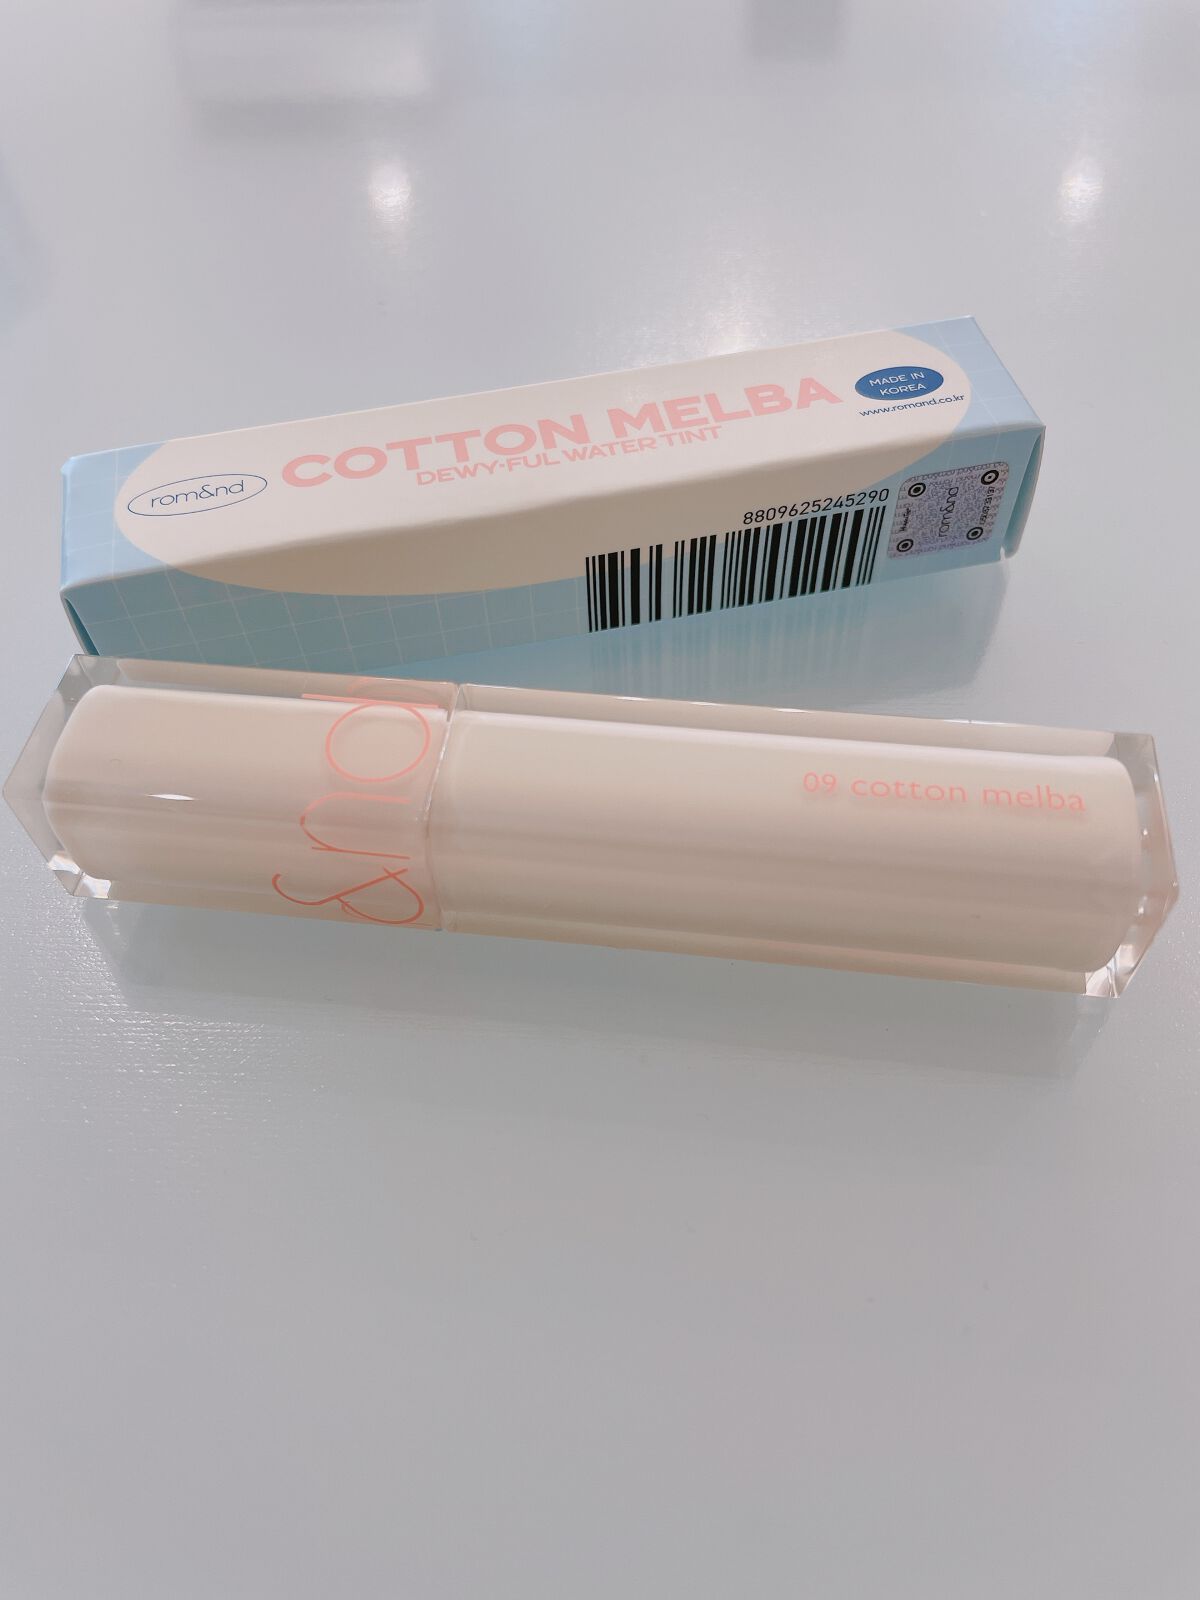 rom&nd
COTTON MELBA
DEWY·FUL WATER TINT
MADE IN
KOREA
www.romand.co.kr
8809625245290
rom&nd
09 cotton melba